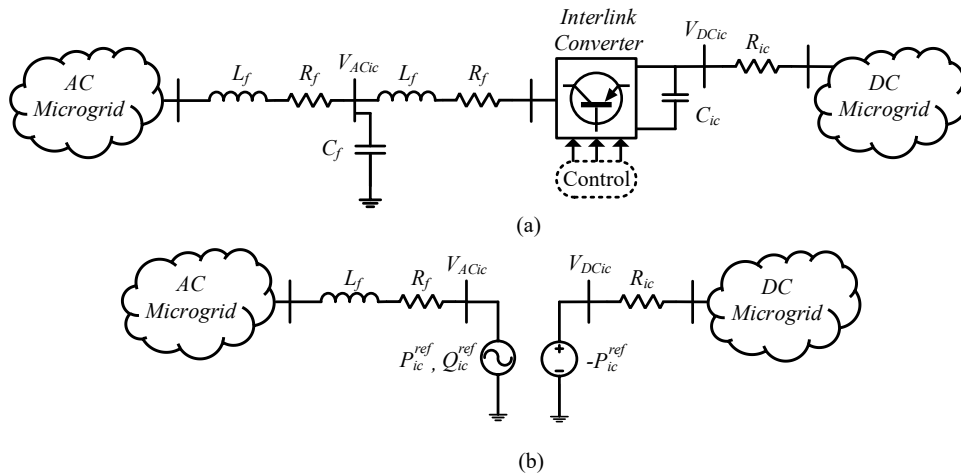 Interlink
Converter
AC
Microgrid
L_f
R_f
V_ACic
L_f
R_f
C_f
Control
C_ic
V_DCic
R_ic
DC
Microgrid
(a)
AC
Microgrid
L_f
R_f
V_ACic
P_ic^ref , Q_ic^ref
V_DCic
R_ic
-P_ic^ref
DC
Microgrid
(b)